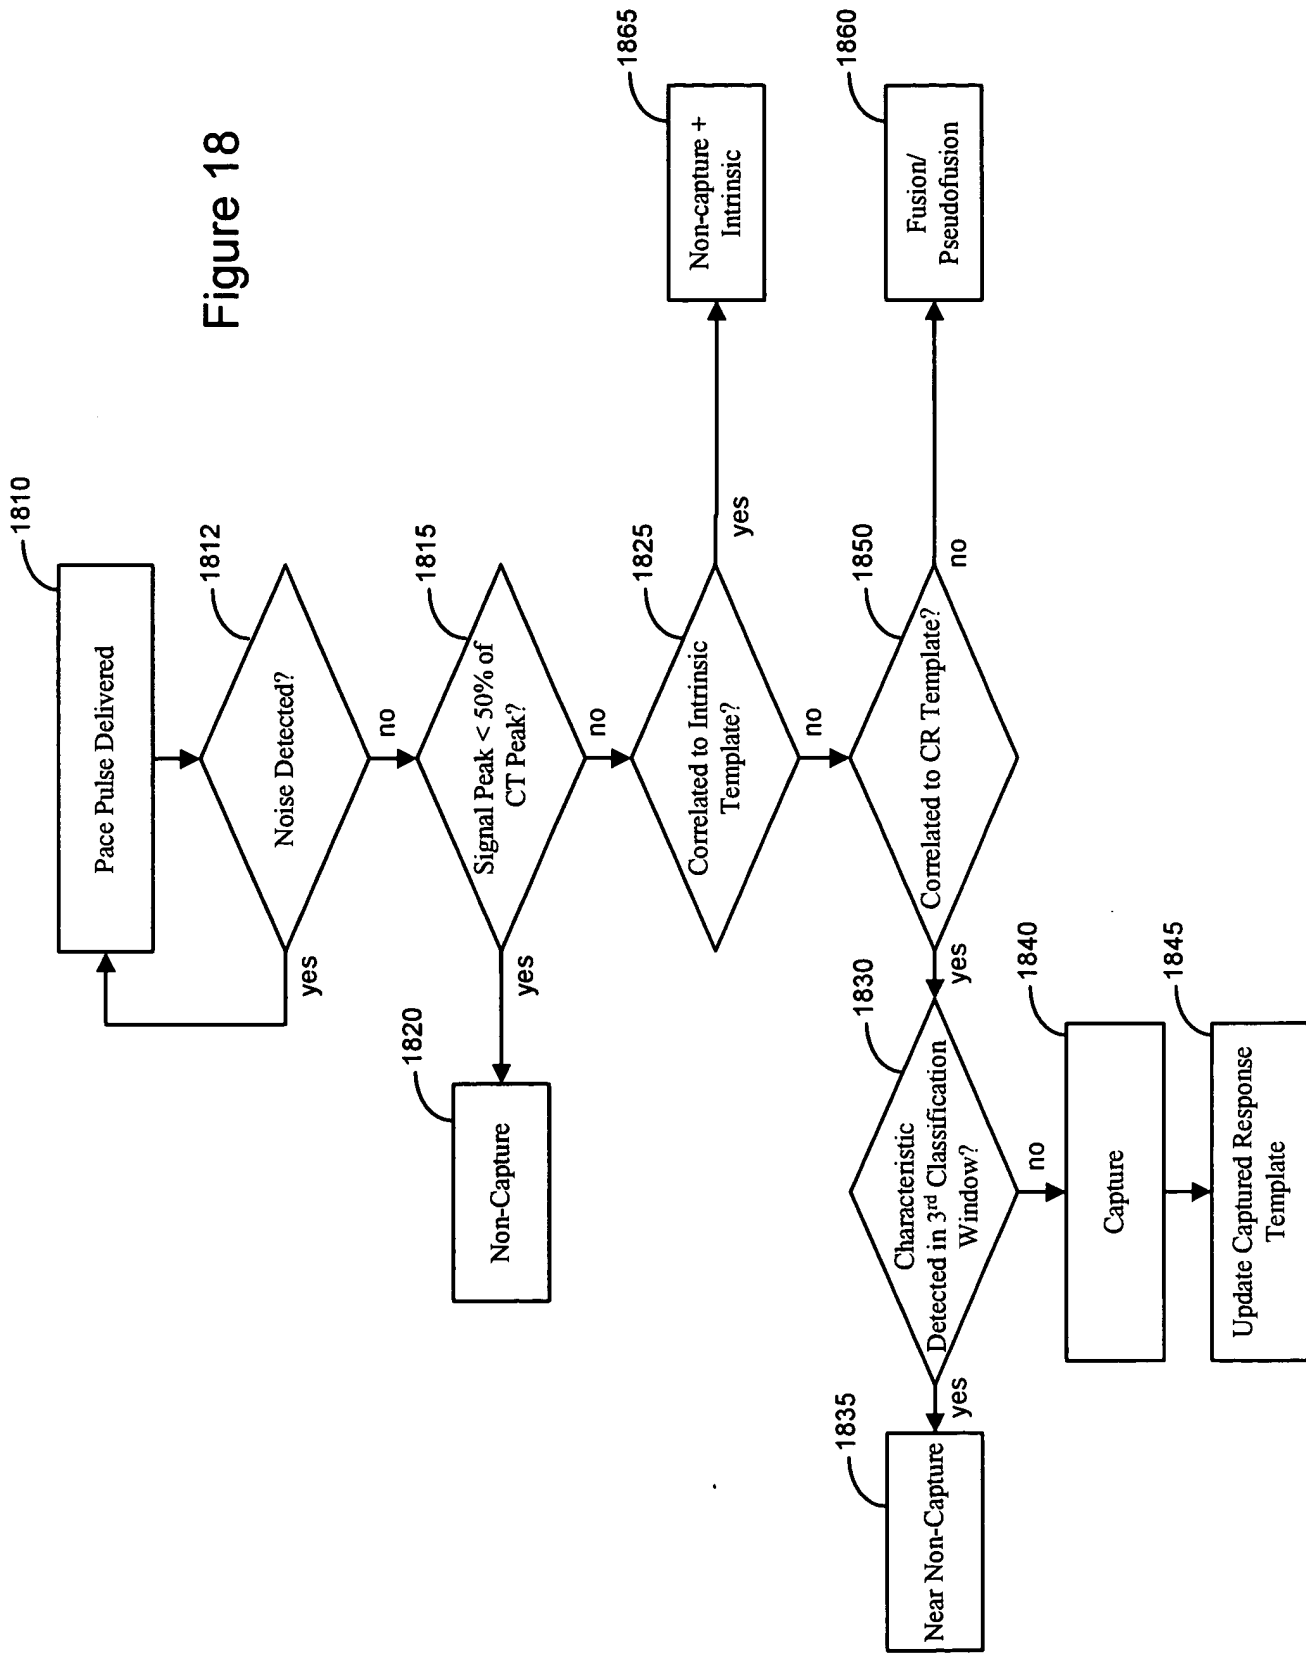 Figure 18
1810
Pace Pulse Delivered
1812
Noise Detected?
yes
no
1815
Signal Peak < 50% of
CT Peak?
yes
no
1820
Non-Capture
1825
Correlated to Intrinsic
Template?
yes
no
1865
Non-capture +
Intrinsic
1850
Correlated to CR Template?
yes
no
1860
Fusion/
Pseudofusion
1830
Characteristic
Detected in 3rd Classification
Window?
yes
no
1835
Near Non-Capture
1840
Capture
1845
Update Captured Response
Template